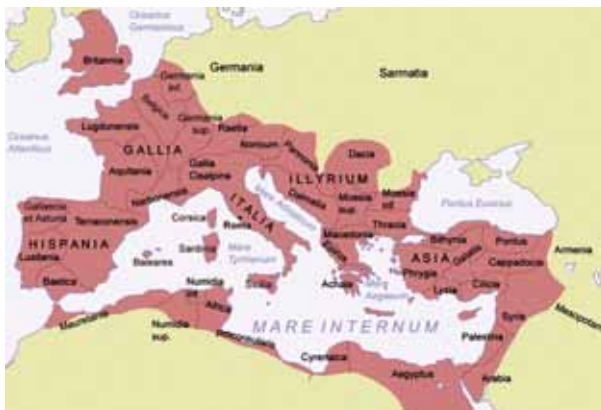 Oceanus
Germanicus
Britannia
Germania
inf.
Germania
Sarmatia
Oceanus
Atlanticus
Belgica
Lugdunensis
Germania
sup.
Raetia
Noricum
Pannonia
Dacia
GALLIA
Gallia
Cisalpina
Aquitania
ILLYRIUM
Dalmatia
Moesia
sup.
Moesia
inf.
Pontus Euxinus
Narbonensis
ITALIA
Mare Adriaticum
Gallaecia
et Asturia
Tarraconensis
Corsica
Roma
Thracia
Macedonia
Epirus
Bithynia
Pontus
Armenia
HISPANIA
Lusitania
Baetica
Baleares
Sardinia
Mare
Tyrrhenum
Sicilia
Achaia
Mare
Aegaeum
ASIA
Phrygia
Galatia
Cappadocia
Lycia
Cilicia
Mesopotamia
Syria
Numidia
inf.
Africa
Mauretania
Numidia
sup.
proconsularis
MARE INTERNUM
Palestina
Cyrenaica
Aegyptus
Arabia